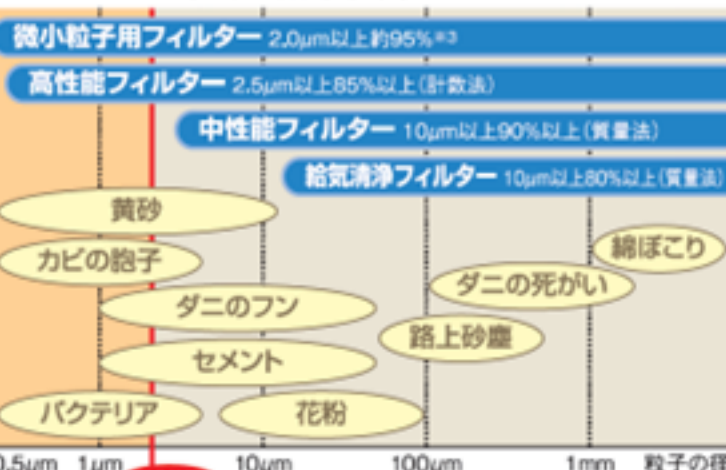 微小粒子用フィルター 2.0μm以上約95%※3
高性能フィルター 2.5μm以上85%以上(計数法)
中性能フィルター 10μm以上90%以上(質量法)
給気清浄フィルター 10μm以上80%以上(質量法)
黄砂
綿ぼこり
カビの胞子
ダニの死がい
ダニのフン
路上砂塵
セメント
バクテリア 花粉
0.5μm 1μm 10μm 100μm 1mm 粒子の